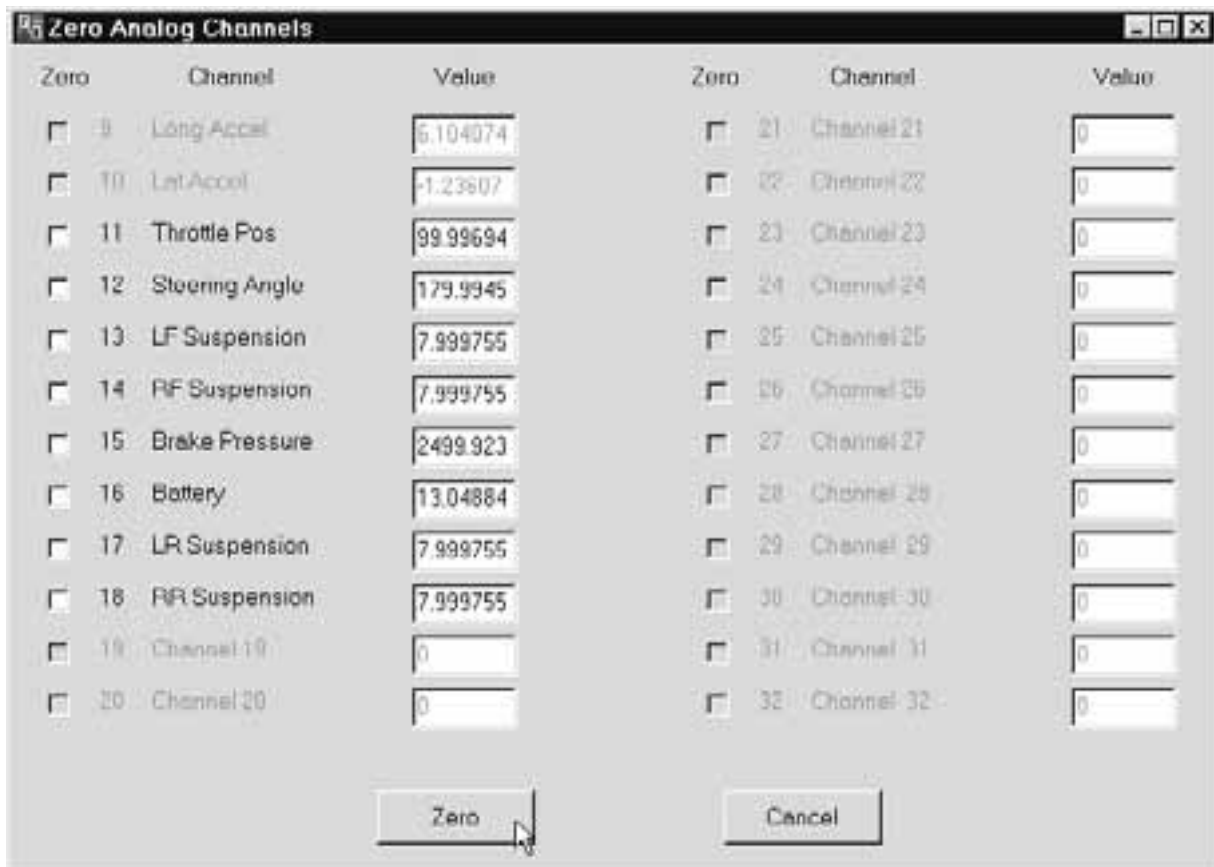 Zero Analog Channels
Zero Channel Value Zero Channel Value
9 Long Accel 6.104074 21 Channel 21 0
10 Lat Accel -1.23607 22 Channel 22 0
11 Throttle Pos 99.99694 23 Channel 23 0
12 Steering Angle 179.9945 24 Channel 24 0
13 LF Suspension 7.999755 25 Channel 25 0
14 RF Suspension 7.999755 26 Channel 26 0
15 Brake Pressure 2499.923 27 Channel 27 0
16 Battery 13.04884 28 Channel 28 0
17 LR Suspension 7.999755 29 Channel 29 0
18 RR Suspension 7.999755 30 Channel 30 0
19 Channel 19 0 31 Channel 31 0
20 Channel 20 0 32 Channel 32 0
Zero Cancel